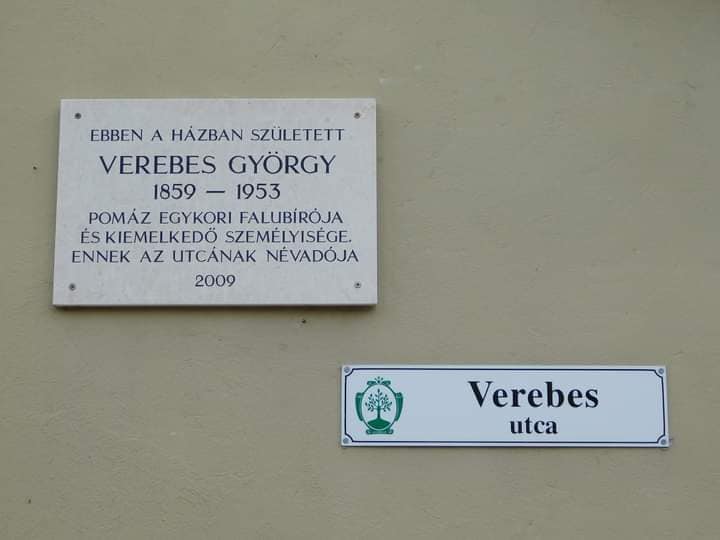 EBBEN A HÁZBAN SZÜLETETT
VEREBES GYÖRGY
1859 — 1953
POMÁZ EGYKORI FALUBÍRÓJA
ÉS KIEMELKEDŐ SZEMÉLYISÉGE.
ENNEK AZ UTCÁNAK NÉVADÓJA
2009
Verebes
utca